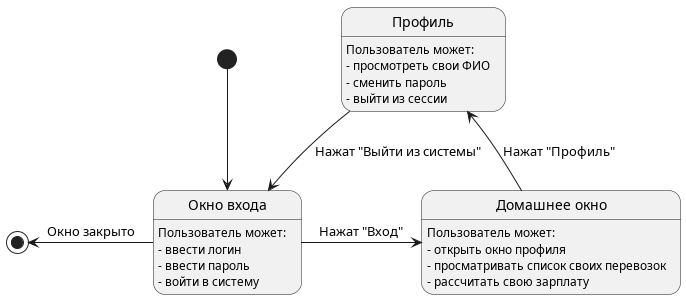 Профиль
Пользователь может:
- просмотреть свои ФИО
- сменить пароль
- выйти из сессии
Нажат "Выйти из системы"
Нажат "Профиль"
Окно закрыто
Окно входа
Пользователь может:
- ввести логин
- ввести пароль
- войти в систему
Нажат "Вход"
Домашнее окно
Пользователь может:
- открыть окно профиля
- просматривать список своих перевозок
- рассчитать свою зарплату